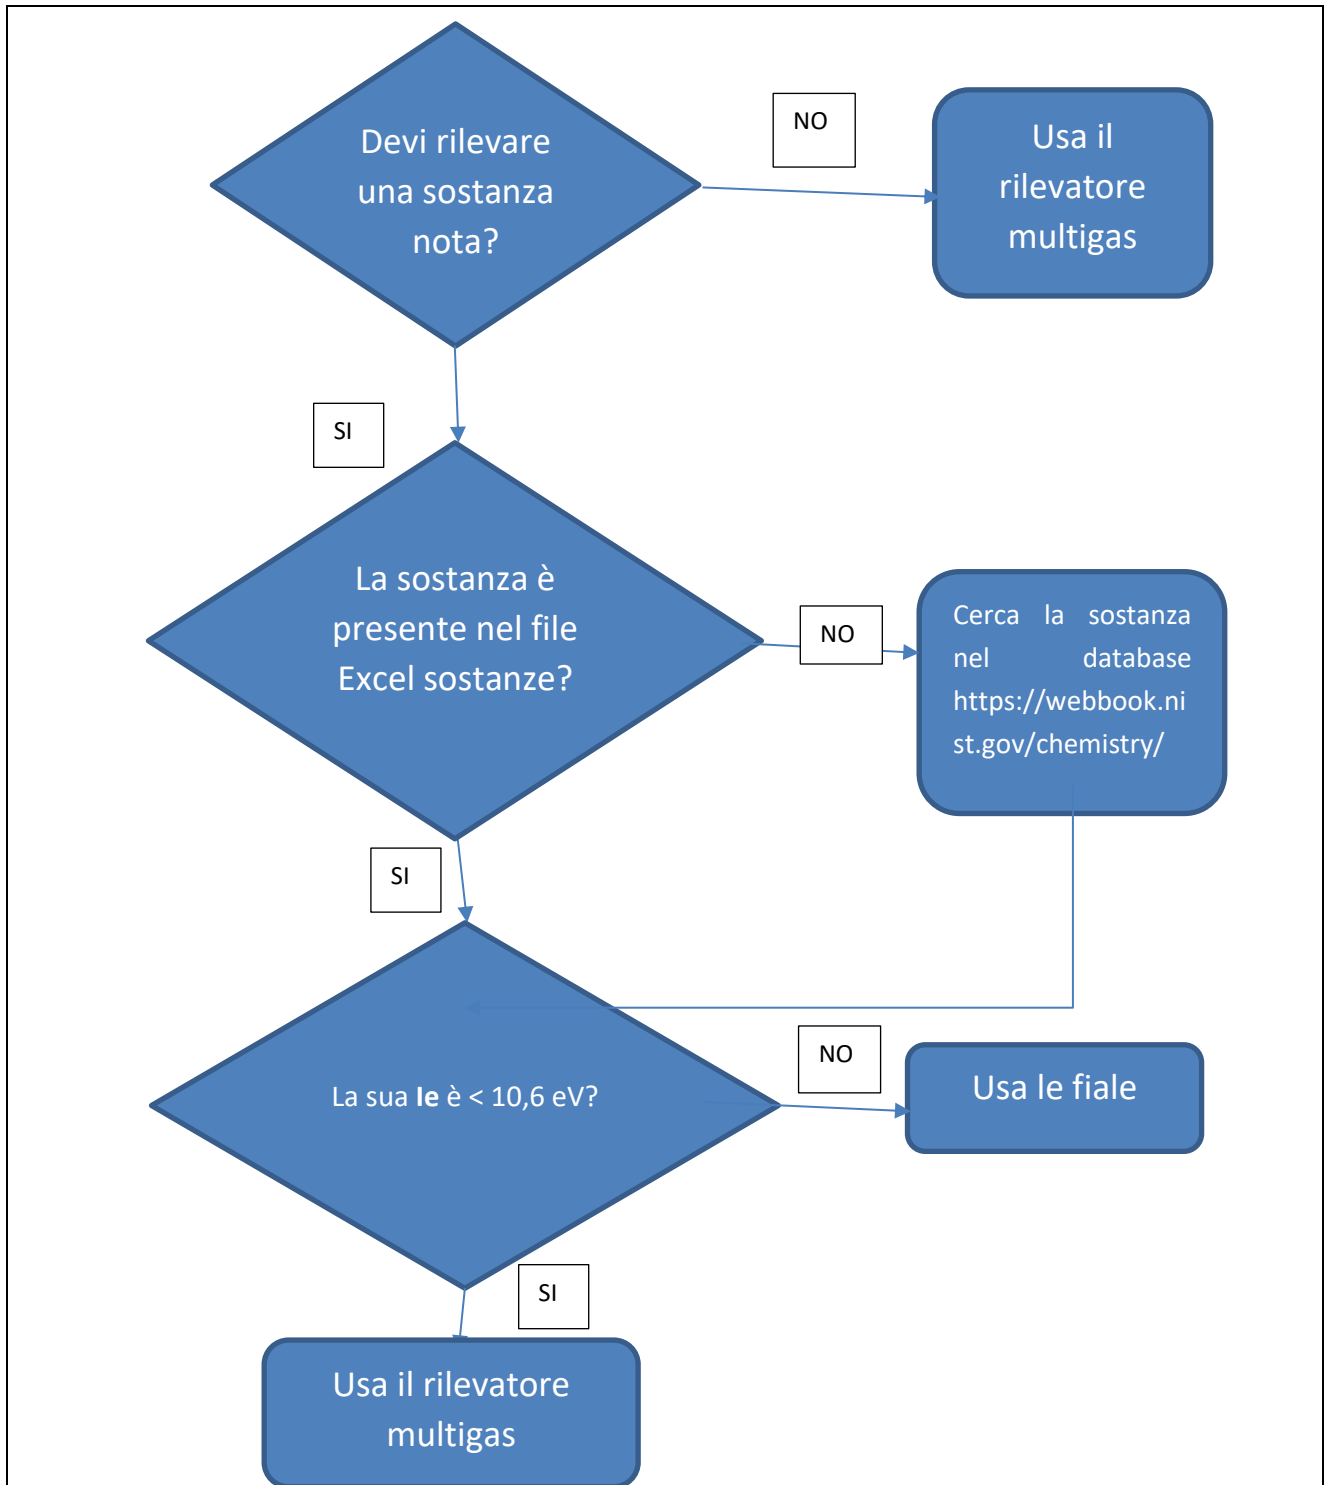 Devi rilevare
una sostanza
nota?
NO
Usa il
rilevatore
multigas
SI
La sostanza è
presente nel file
Excel sostanze?
NO
Cerca la sostanza
nel database
https://webbook.ni
st.gov/chemistry/
SI
La sua Ie è < 10,6 eV?
NO
Usa le fiale
SI
Usa il rilevatore
multigas